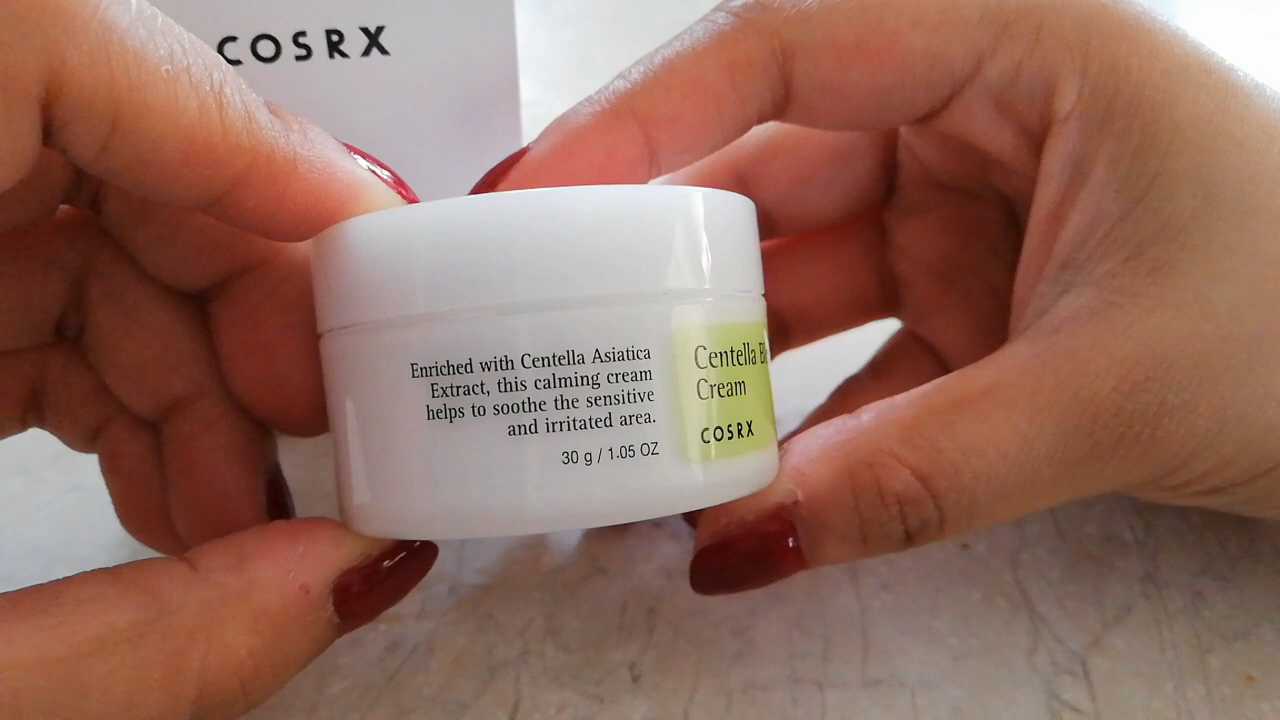 COSRX
Enriched with Centella Asiatica
Extract, this calming cream
helps to soothe the sensitive
and irritated area.
30 g / 1.05 OZ
Centella
Cream
COSRX